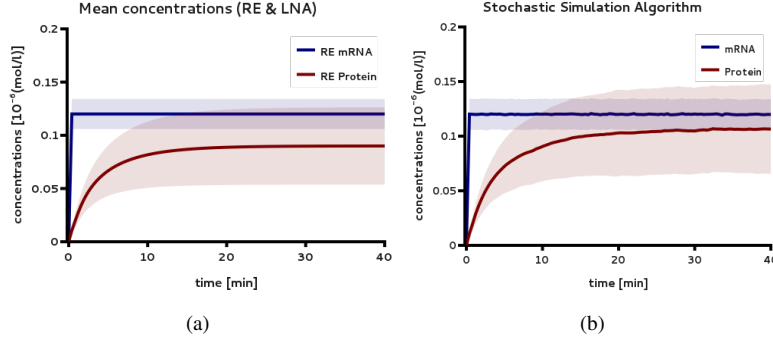 Mean concentrations (RE & LNA)
concentrations [10⁻⁶(mol/l)]
0.2
0.15
0.1
0.05
0
RE mRNA
RE Protein
0 10 20 30 40
time [min]
(a)
Stochastic Simulation Algorithm
concentrations [10⁻⁶(mol/l)]
0.2
0.15
0.1
0.05
0
mRNA
Protein
0 10 20 30 40
time [min]
(b)